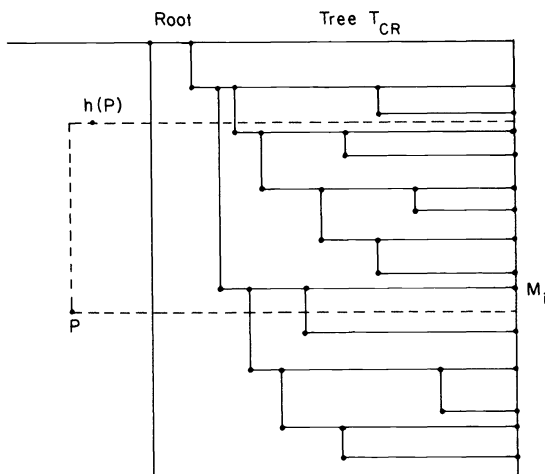 Root
Tree T_CR
h(P)
M_i
P